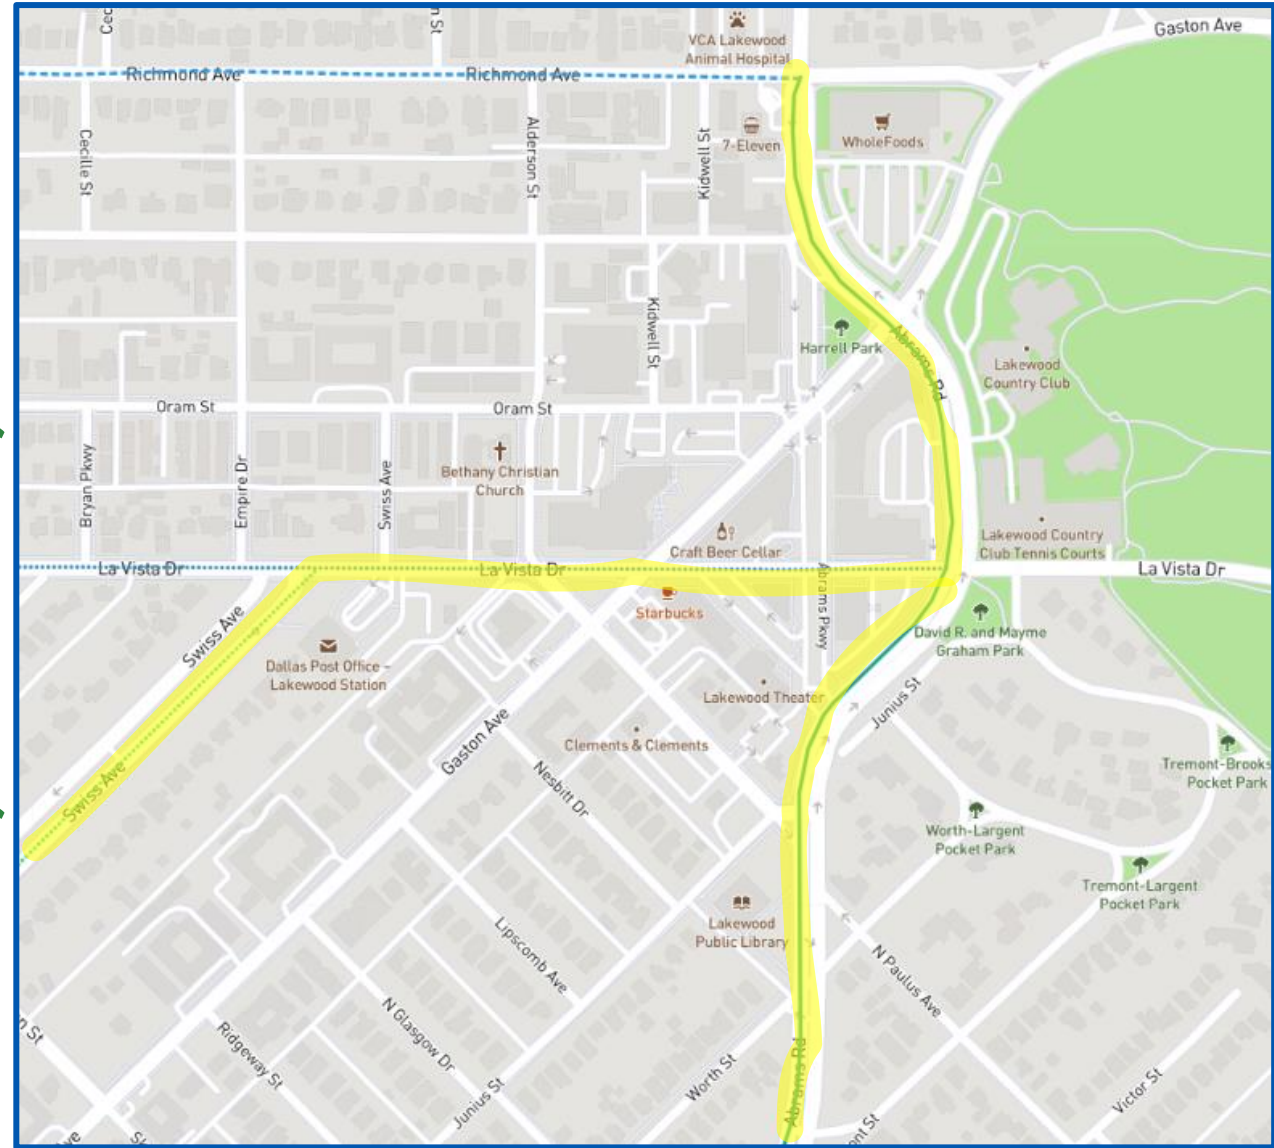 Gaston Ave
VCA Lakewood
Animal Hospital
Richmond Ave
Richmond Ave
Cecille St
Alderson St
Kidwell St
7-Eleven
WholeFoods
Kidwell St
Harrell Park
Abrams Rd
Lakewood
Country Club
Oram St
Oram St
Bryan Pkwy
Empire Dr
Swiss Ave
Bethany Christian
Church
Craft Beer Cellar
Lakewood Country
Club Tennis Courts
La Vista Dr
La Vista Dr
La Vista Dr
Abrams Pkwy
Starbucks
Swiss Ave
David R. and Mayme
Graham Park
Dallas Post Office –
Lakewood Station
Lakewood Theater
Junius St
Gaston Ave
Clements & Clements
Nesbitt Dr
Swiss Ave
Tremont-Brooks
Pocket Park
Worth-Largent
Pocket Park
Tremont-Largent
Pocket Park
Lakewood
Public Library
Lipscomb Ave
N Paulus Ave
N Glasgow Dr
Ridgeway St
Junius St
Worth St
Abrams Rd
Victor St